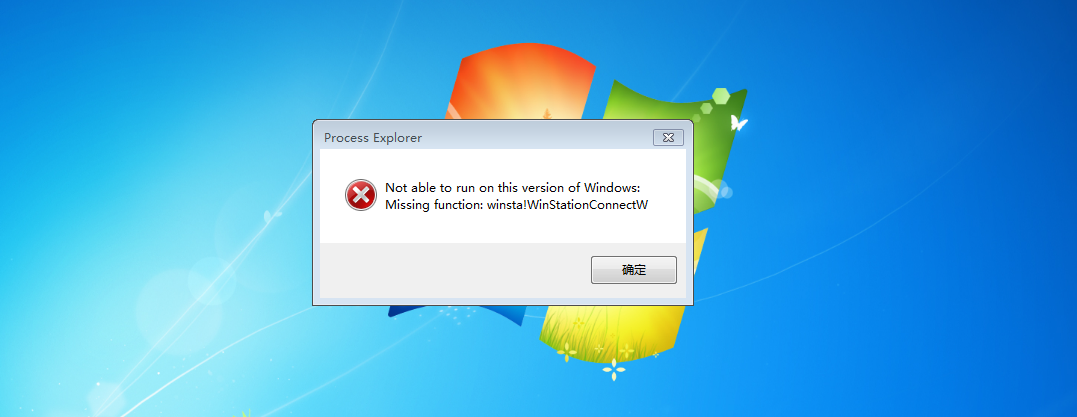 Process Explorer
Not able to run on this version of Windows:
Missing function: winsta!WinStationConnectW
确定